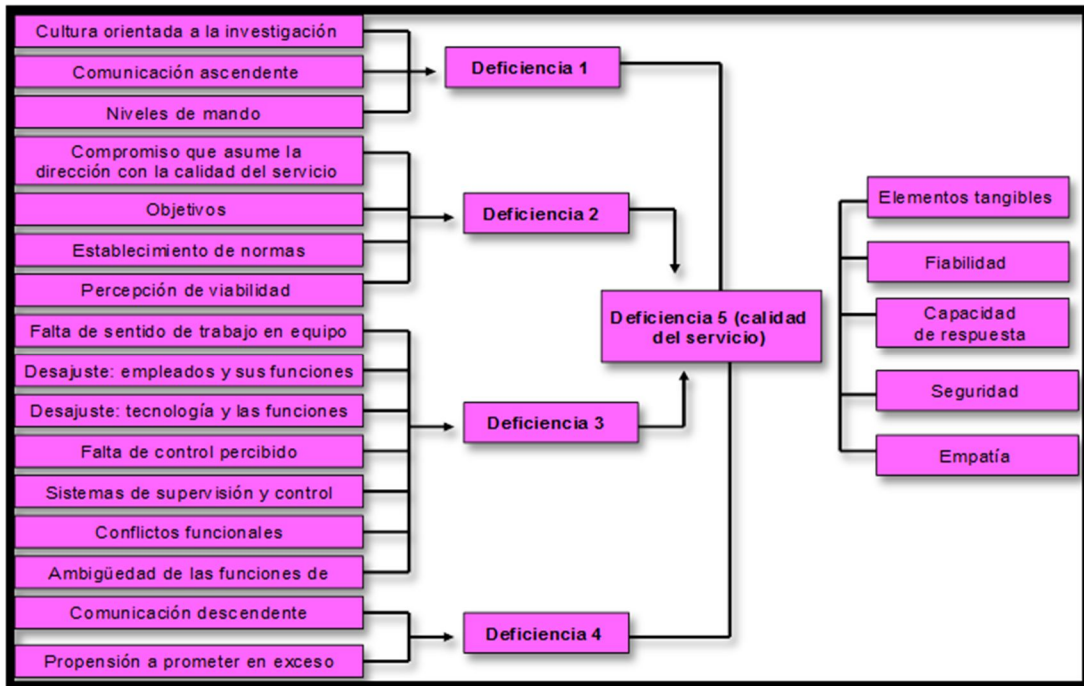 Cultura orientada a la investigación
Comunicación ascendente
Niveles de mando
Compromiso que asume la
dirección con la calidad del servicio
Objetivos
Establecimiento de normas
Percepción de viabilidad
Falta de sentido de trabajo en equipo
Desajuste: empleados y sus funciones
Desajuste: tecnología y las funciones
Falta de control percibido
Sistemas de supervisión y control
Conflictos funcionales
Ambigüedad de las funciones de
Comunicación descendente
Propensión a prometer en exceso
Deficiencia 1
Deficiencia 2
Deficiencia 3
Deficiencia 4
Deficiencia 5 (calidad
del servicio)
Elementos tangibles
Fiabilidad
Capacidad
de respuesta
Seguridad
Empatía